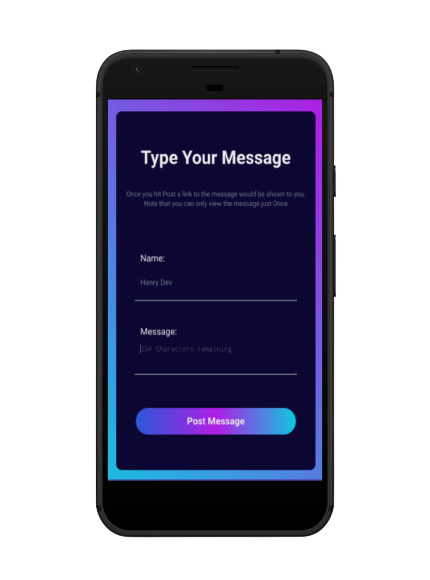 Type Your Message
Once you hit Post a link to the message would be shown to you.
Note that you can only view the message just Once
Name:
Henry Dev
Message:
254 Characters remaining
Post Message